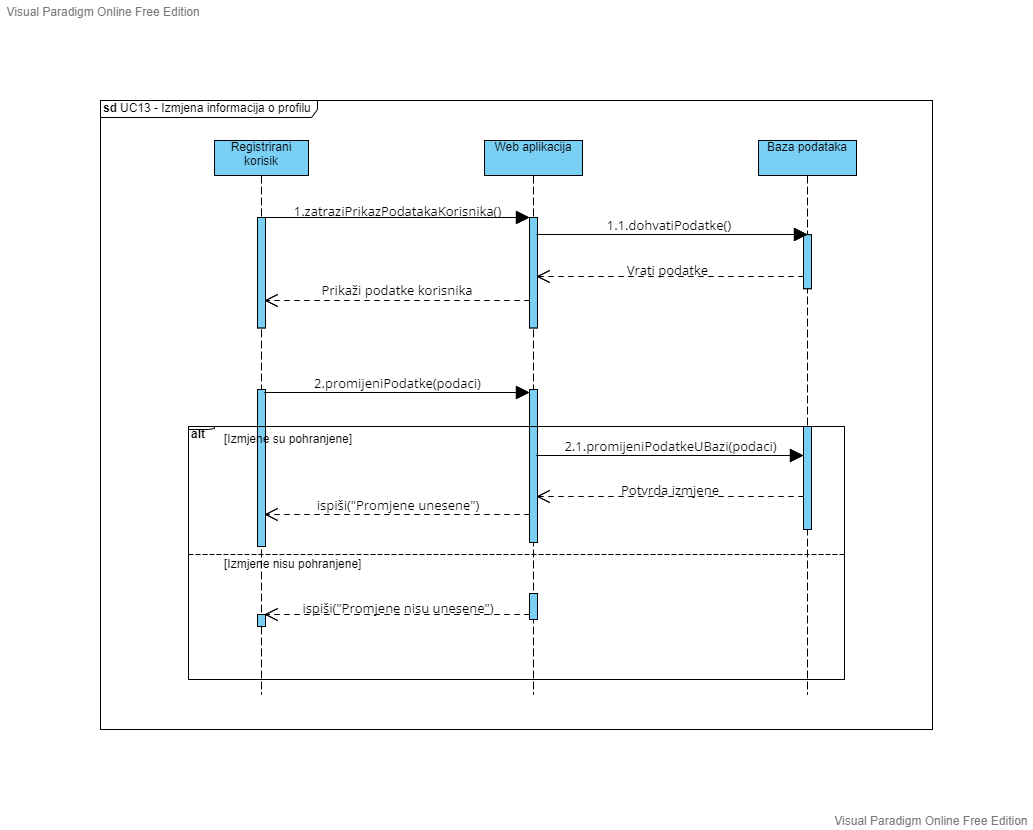 Visual Paradigm Online Free Edition
sd UC13 - Izmjena informacija o profilu
Registrirani
korisik
Web aplikacija
Baza podataka
1.zatraziPrikazPodatakaKorisnika()
1.1.dohvatiPodatke()
Vrati podatke
Prikaži podatke korisnika
2.promijeniPodatke(podaci)
alt
[Izmjene su pohranjene]
2.1.promijeniPodatkeUBazi(podaci)
Potvrda izmjene
ispiši("Promjene unesene")
[Izmjene nisu pohranjene]
ispiši("Promjene nisu unesene")
Visual Paradigm Online Free Edition